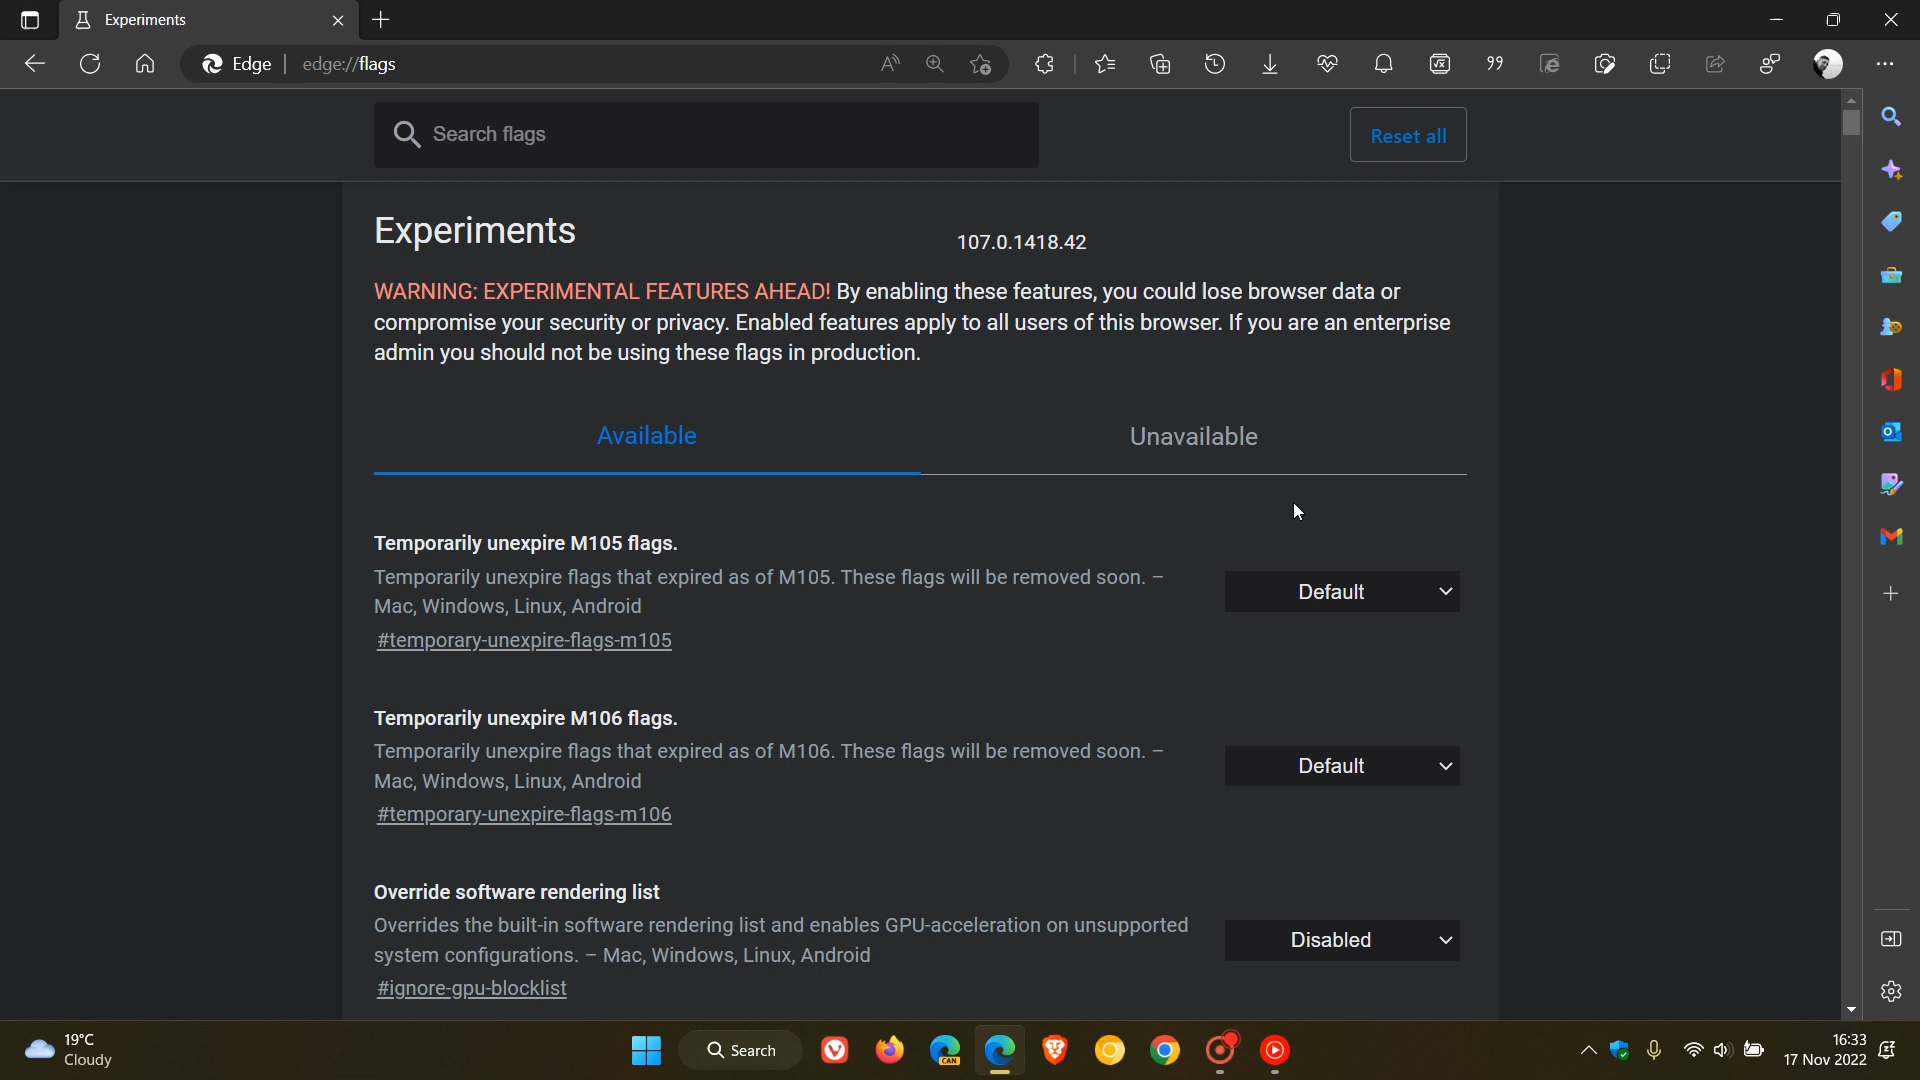 Experiments
Edge
edge://flags
Search flags
Reset all
Experiments
107.0.1418.42
WARNING: EXPERIMENTAL FEATURES AHEAD! By enabling these features, you could lose browser data or
compromise your security or privacy. Enabled features apply to all users of this browser. If you are an enterprise
admin you should not be using these flags in production.
Available
Unavailable
Temporarily unexpire M105 flags.
Temporarily unexpire flags that expired as of M105. These flags will be removed soon. –
Mac, Windows, Linux, Android
#temporary-unexpire-flags-m105
Default
Temporarily unexpire M106 flags.
Temporarily unexpire flags that expired as of M106. These flags will be removed soon. –
Mac, Windows, Linux, Android
#temporary-unexpire-flags-m106
Default
Override software rendering list
Overrides the built-in software rendering list and enables GPU-acceleration on unsupported
system configurations. – Mac, Windows, Linux, Android
#ignore-gpu-blocklist
Disabled
19°C
Cloudy
Search
CAN
16:33
17 Nov 2022